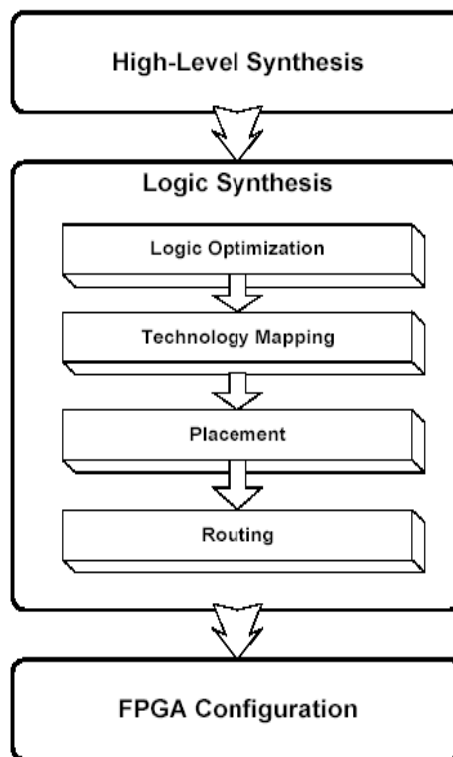 High-Level Synthesis
Logic Synthesis
Logic Optimization
Technology Mapping
Placement
Routing
FPGA Configuration